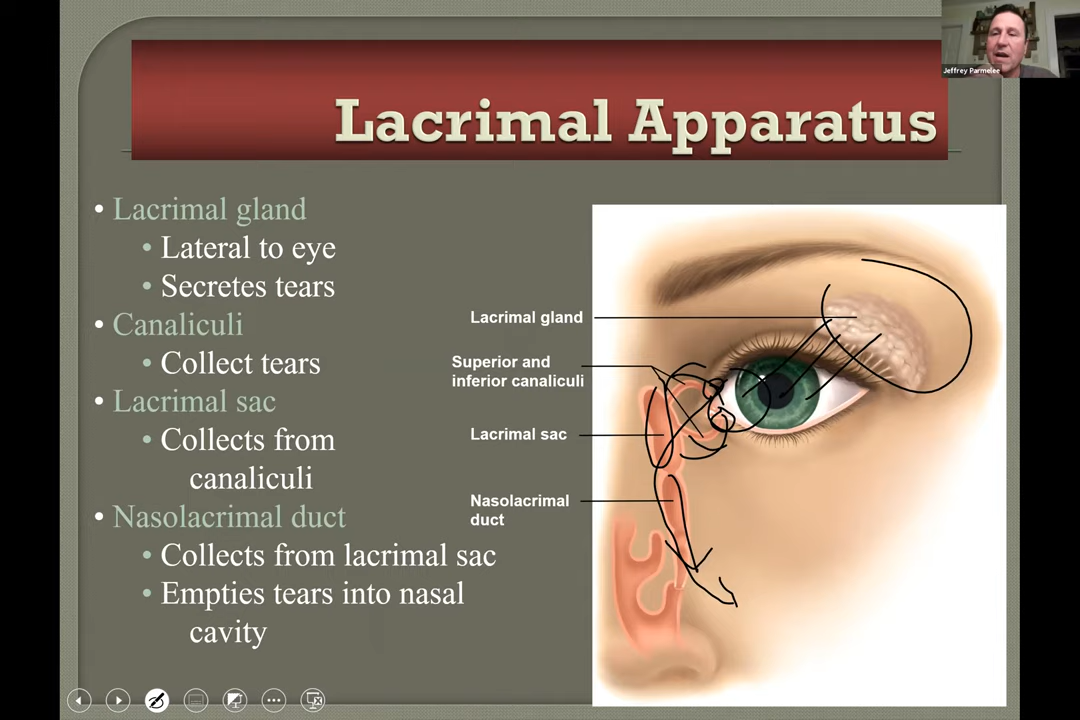 Jeffrey Parmelee
Lacrimal Apparatus
• Lacrimal gland
• Lateral to eye
• Secretes tears
• Canaliculi
• Collect tears
• Lacrimal sac
• Collects from
canaliculi
• Nasolacrimal duct
• Collects from lacrimal sac
• Empties tears into nasal
cavity
Lacrimal gland
Superior and
inferior canaliculi
Lacrimal sac
Nasolacrimal
duct